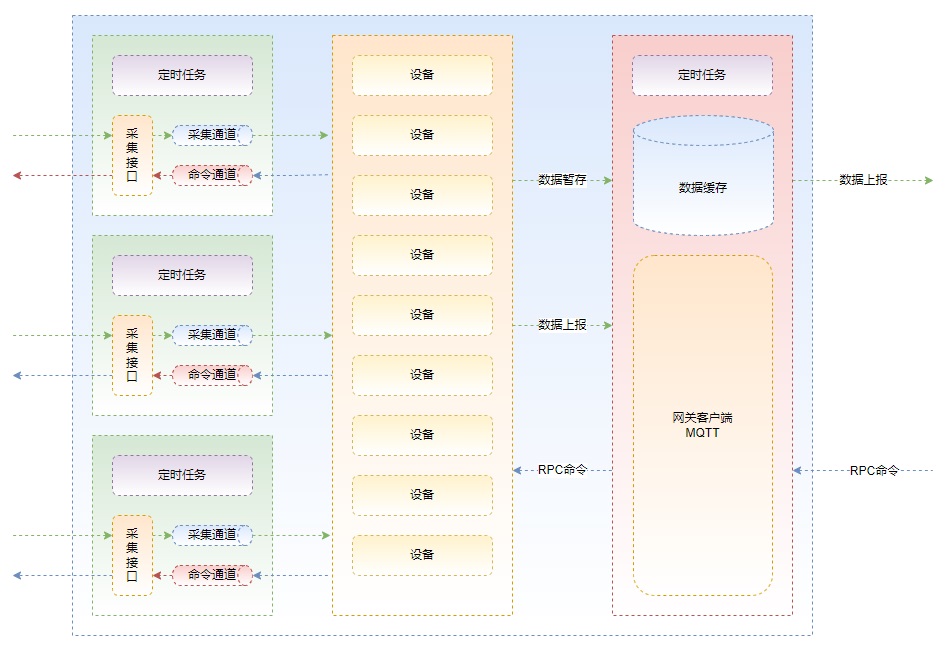 定时任务
采
集
接
口
采集通道
命令通道
定时任务
采
集
接
口
采集通道
命令通道
定时任务
采
集
接
口
采集通道
命令通道
设备
设备
设备
设备
设备
设备
设备
设备
设备
数据暂存
数据上报
RPC命令
定时任务
数据缓存
网关客户端
MQTT
数据上报
RPC命令